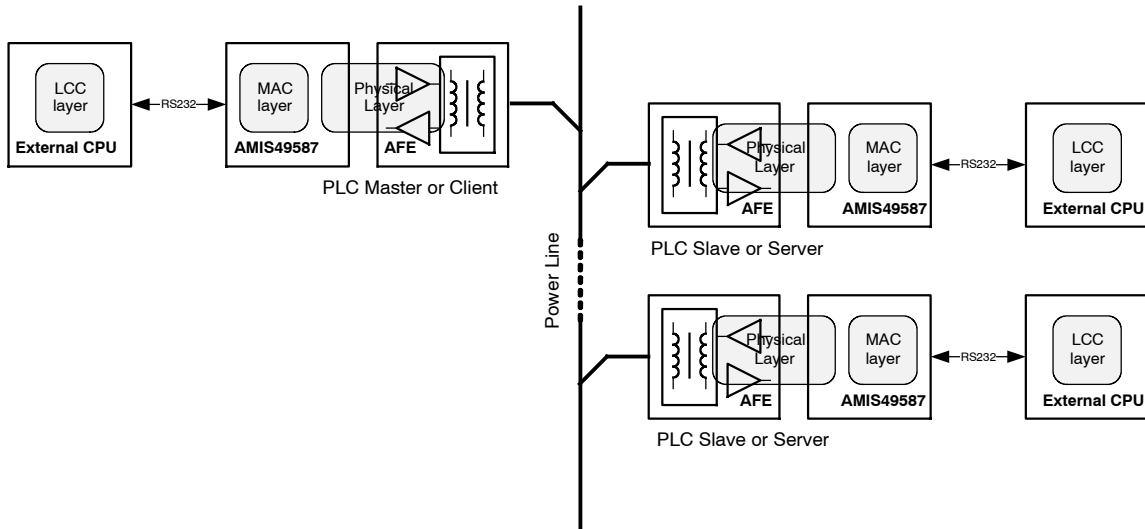 LCC
layer
External CPU
RS232
MAC
layer
AMIS49587
Physical
Layer
AFE
PLC Master or Client
Power Line
Physical
Layer
AFE
MAC
layer
AMIS49587
RS232
LCC
layer
External CPU
PLC Slave or Server
Physical
Layer
AFE
MAC
layer
AMIS49587
RS232
LCC
layer
External CPU
PLC Slave or Server